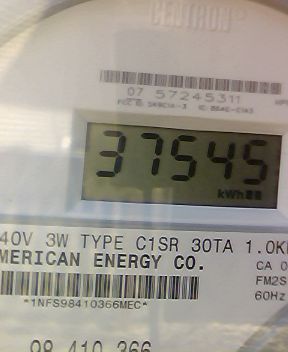 CENTRON
07 57245311
37545
kWh
40V 3W TYPE C1SR 30TA 1.0K
MERICAN ENERGY CO.
CA 0
FM2S
*1NFS98410366MEC*
60Hz
98 410 366